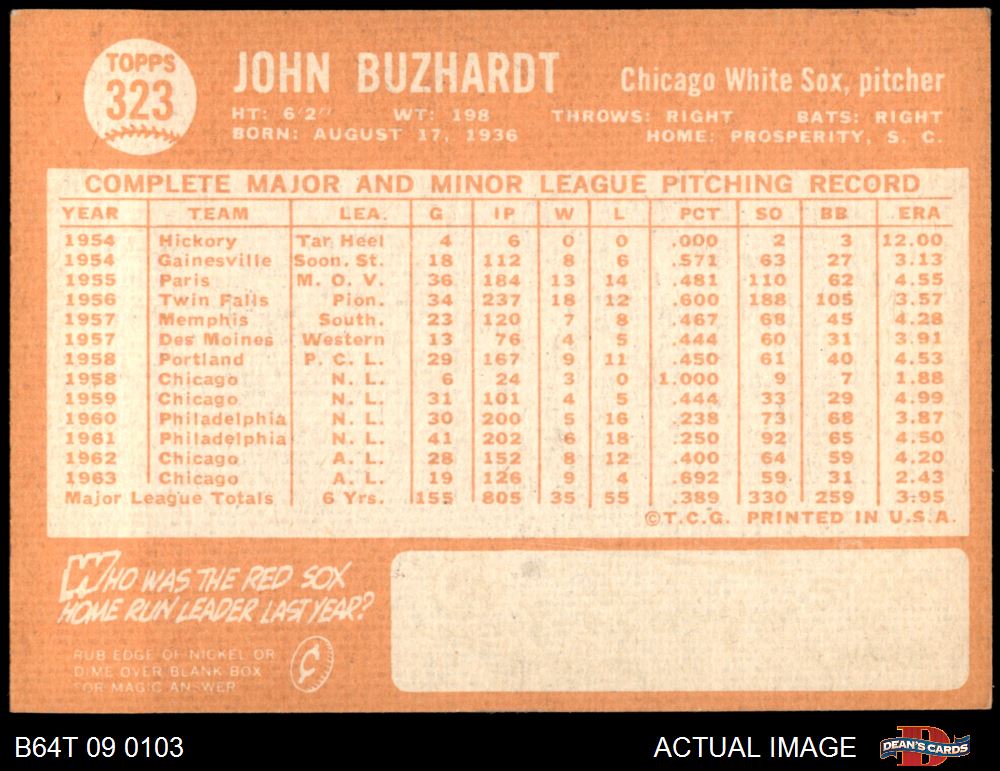 TOPPS
323
JOHN BUZHARDT Chicago White Sox, pitcher
HT: 6'2" WT: 198 THROWS: RIGHT BATS: RIGHT
BORN: AUGUST 17, 1936 HOME: PROSPERITY, S. C.
COMPLETE MAJOR AND MINOR LEAGUE PITCHING RECORD
YEAR TEAM LEA. G IP W L PCT SO BB ERA
1954 Hickory Tar Heel 4 6 0 0 .000 2 3 12.00
1954 Gainesville Soon. St. 18 112 8 6 .571 63 27 3.13
1955 Paris M. O. V. 36 184 13 14 .481 110 62 4.55
1956 Twin Falls Pion. 34 237 18 12 .600 188 105 3.57
1957 Memphis South. 23 120 7 8 .467 68 45 4.28
1957 Des Moines Western 13 76 4 5 .444 60 31 3.91
1958 Portland P. C. L. 29 167 9 11 .450 61 40 4.53
1958 Chicago N. L. 6 24 3 0 1.000 9 7 1.88
1959 Chicago N. L. 31 101 4 5 .444 33 29 4.99
1960 Philadelphia N. L. 30 200 5 16 .238 73 68 3.87
1961 Philadelphia N. L. 41 202 6 18 .250 92 65 4.50
1962 Chicago A. L. 28 152 8 12 .400 64 59 4.20
1963 Chicago A. L. 19 126 9 4 .692 59 31 2.43
Major League Totals 6 Yrs. 155 805 35 55 .389 330 259 3.95
©T.C.G. PRINTED IN U.S.A.
WHO WAS THE RED SOX
HOME RUN LEADER LAST YEAR?
RUB EDGE OF NICKEL OR
DIME OVER BLANK BOX
FOR MAGIC ANSWER
¢
B64T 09 0103 ACTUAL IMAGE DEAN'S CARDS